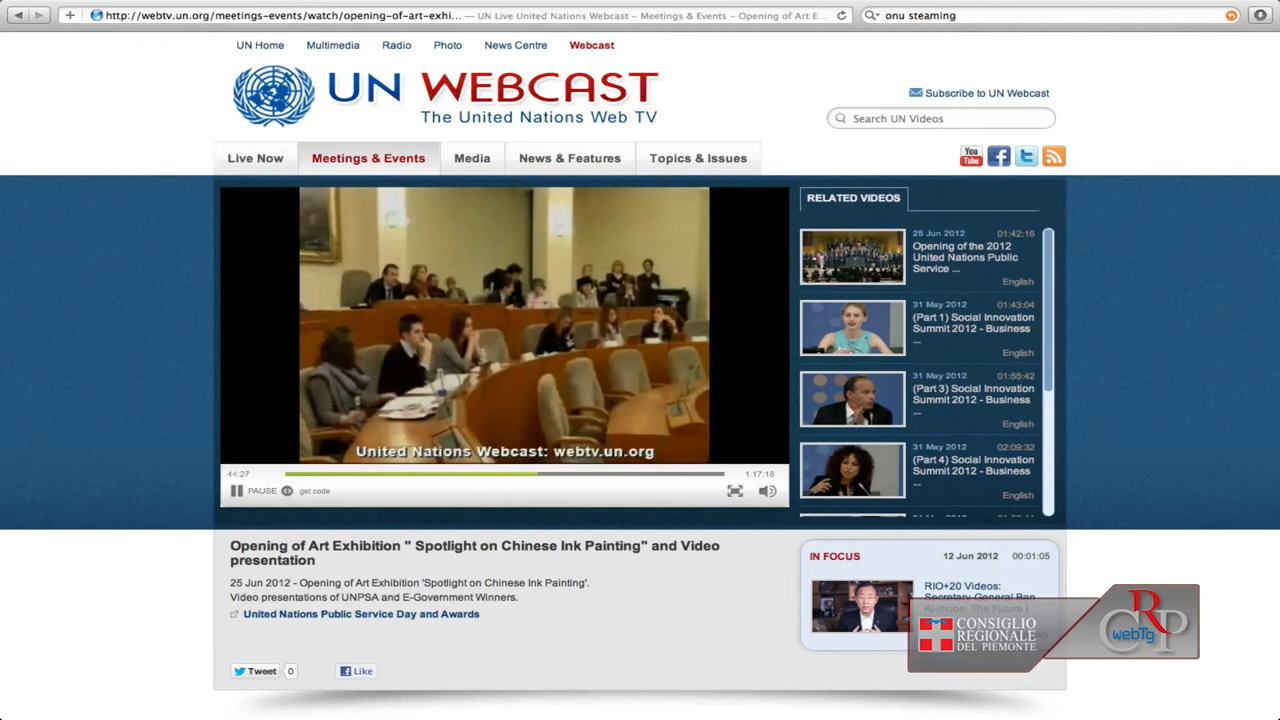 http://webtv.un.org/meetings-events/watch/opening-of-art-exhi... — UN Live United Nations Webcast – Meetings & Events – Opening of Art E...
onu steaming
UN Home Multimedia Radio Photo News Centre Webcast
UN WEBCAST
The United Nations Web TV
Subscribe to UN Webcast
Search UN Videos
Live Now Meetings & Events Media News & Features Topics & Issues
You Tube
RELATED VIDEOS
25 Jun 2012 01:42:16
Opening of the 2012
United Nations Public
Service ...
English
31 May 2012 01:43:04
(Part 1) Social Innovation
Summit 2012 - Business
...
English
31 May 2012 01:55:42
(Part 3) Social Innovation
Summit 2012 - Business
...
English
31 May 2012 02:09:32
(Part 4) Social Innovation
Summit 2012 - Business
...
English
United Nations Webcast: webtv.un.org
44:27 1:17:18
PAUSE get code
Opening of Art Exhibition " Spotlight on Chinese Ink Painting" and Video
presentation
25 Jun 2012 - Opening of Art Exhibition 'Spotlight on Chinese Ink Painting'.
Video presentations of UNPSA and E-Government Winners.
United Nations Public Service Day and Awards
Tweet 0 Like
IN FOCUS 12 Jun 2012 00:01:05
RIO+20 Videos:
Secretary-General Ban
Ki-moon: The Future I
CONSIGLIO
REGIONALE
DEL PIEMONTE
CRP
webTg